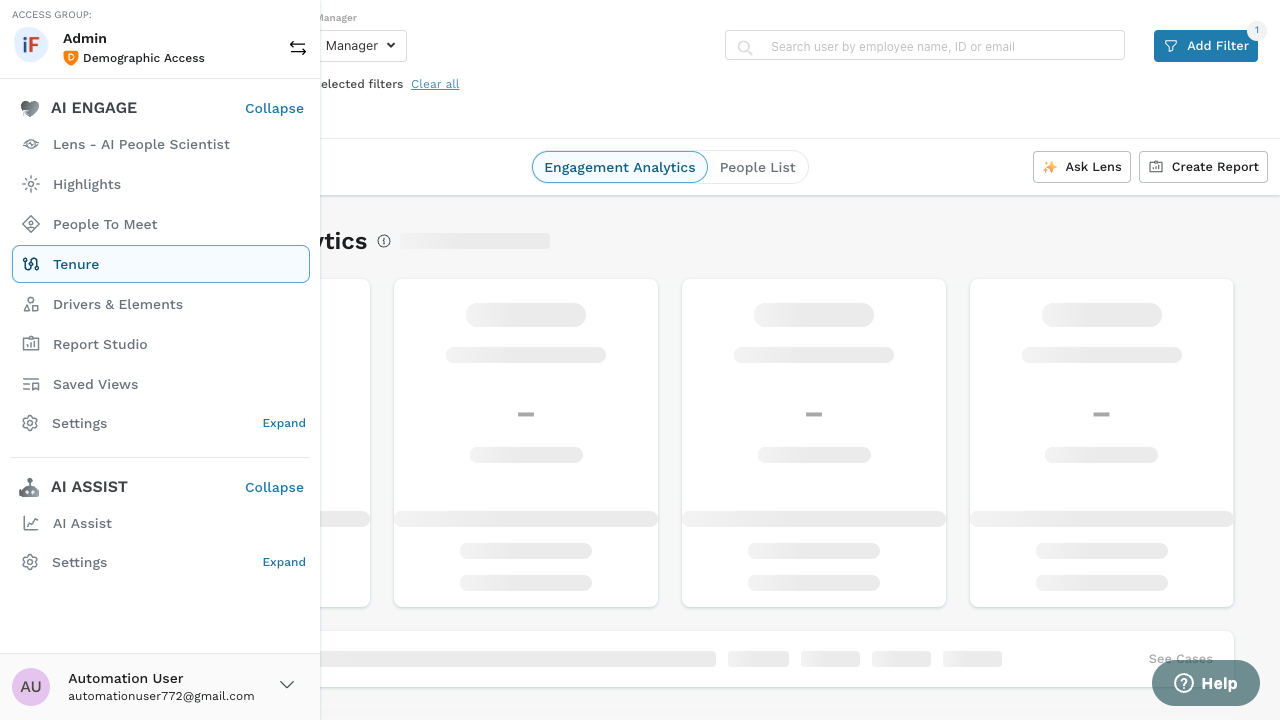 ACCESS GROUP:
iF
Admin
D Demographic Access
AI ENGAGE
Collapse
Lens - AI People Scientist
Highlights
People To Meet
Tenure
Drivers & Elements
Report Studio
Saved Views
Settings
Expand
AI ASSIST
Collapse
AI Assist
Settings
Expand
AU
Automation User
automationuser772@gmail.com
Manager
Manager
Search user by employee name, ID or email
Add Filter
1
elected filters Clear all
Engagement Analytics
People List
Ask Lens
Create Report
ytics
See Cases
Help